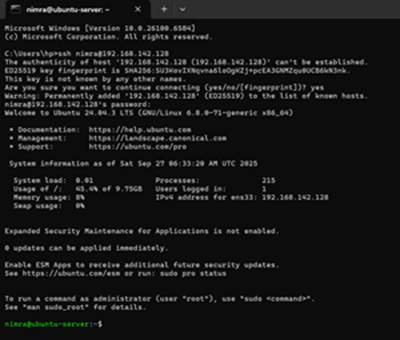 nimra@ubuntu-server: ~
Microsoft Windows [Version 10.0.26100.6584]
(c) Microsoft Corporation. All rights reserved.
C:\Users\hp>ssh nimra@192.168.142.128
The authenticity of host '192.168.142.128 (192.168.142.128)' can't be established.
ED25519 key fingerprint is
This key is not known by any other names.
Are you sure you want to continue connecting (yes/no/[fingerprint])? yes
Warning: Permanently added '192.168.142.128' (ED25519) to the list of known hosts.
nimra@192.168.142.128's password:
Welcome to Ubuntu 24.04.3 LTS (GNU/Linux 6.8.0-71-generic x86_64)
* Documentation: https://help.ubuntu.com
* Management: https://landscape.canonical.com
* Support: https://ubuntu.com/pro
System information as of Sat Sep 27 06:33:20 AM UTC 2025
System load: 0.01 Processes: 215
Usage of /: 45.4% of 9.75GB Users logged in: 1
Memory usage: 8% IPv4 address for ens33: 192.168.142.128
Swap usage: 0%
Expanded Security Maintenance for Applications is not enabled.
0 updates can be applied immediately.
Enable ESM Apps to receive additional future security updates.
See https://ubuntu.com/esm or run: sudo pro status
To run a command as administrator (user "root"), use "sudo <command>".
See "man sudo_root" for details.
nimra@ubuntu-server:~$